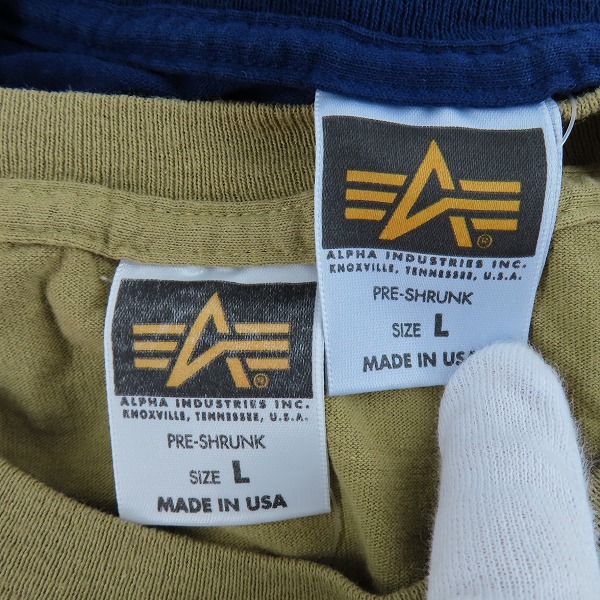 ALPHA INDUSTRIES INC.
KNOXVILLE, TENNESSEE, U.S.A.
PRE-SHRUNK
SIZE L
MADE IN USA
ALPHA INDUSTRIES INC.
KNOXVILLE, TENNESSEE, U.S.A.
PRE-SHRUNK
SIZE L
MADE IN USA